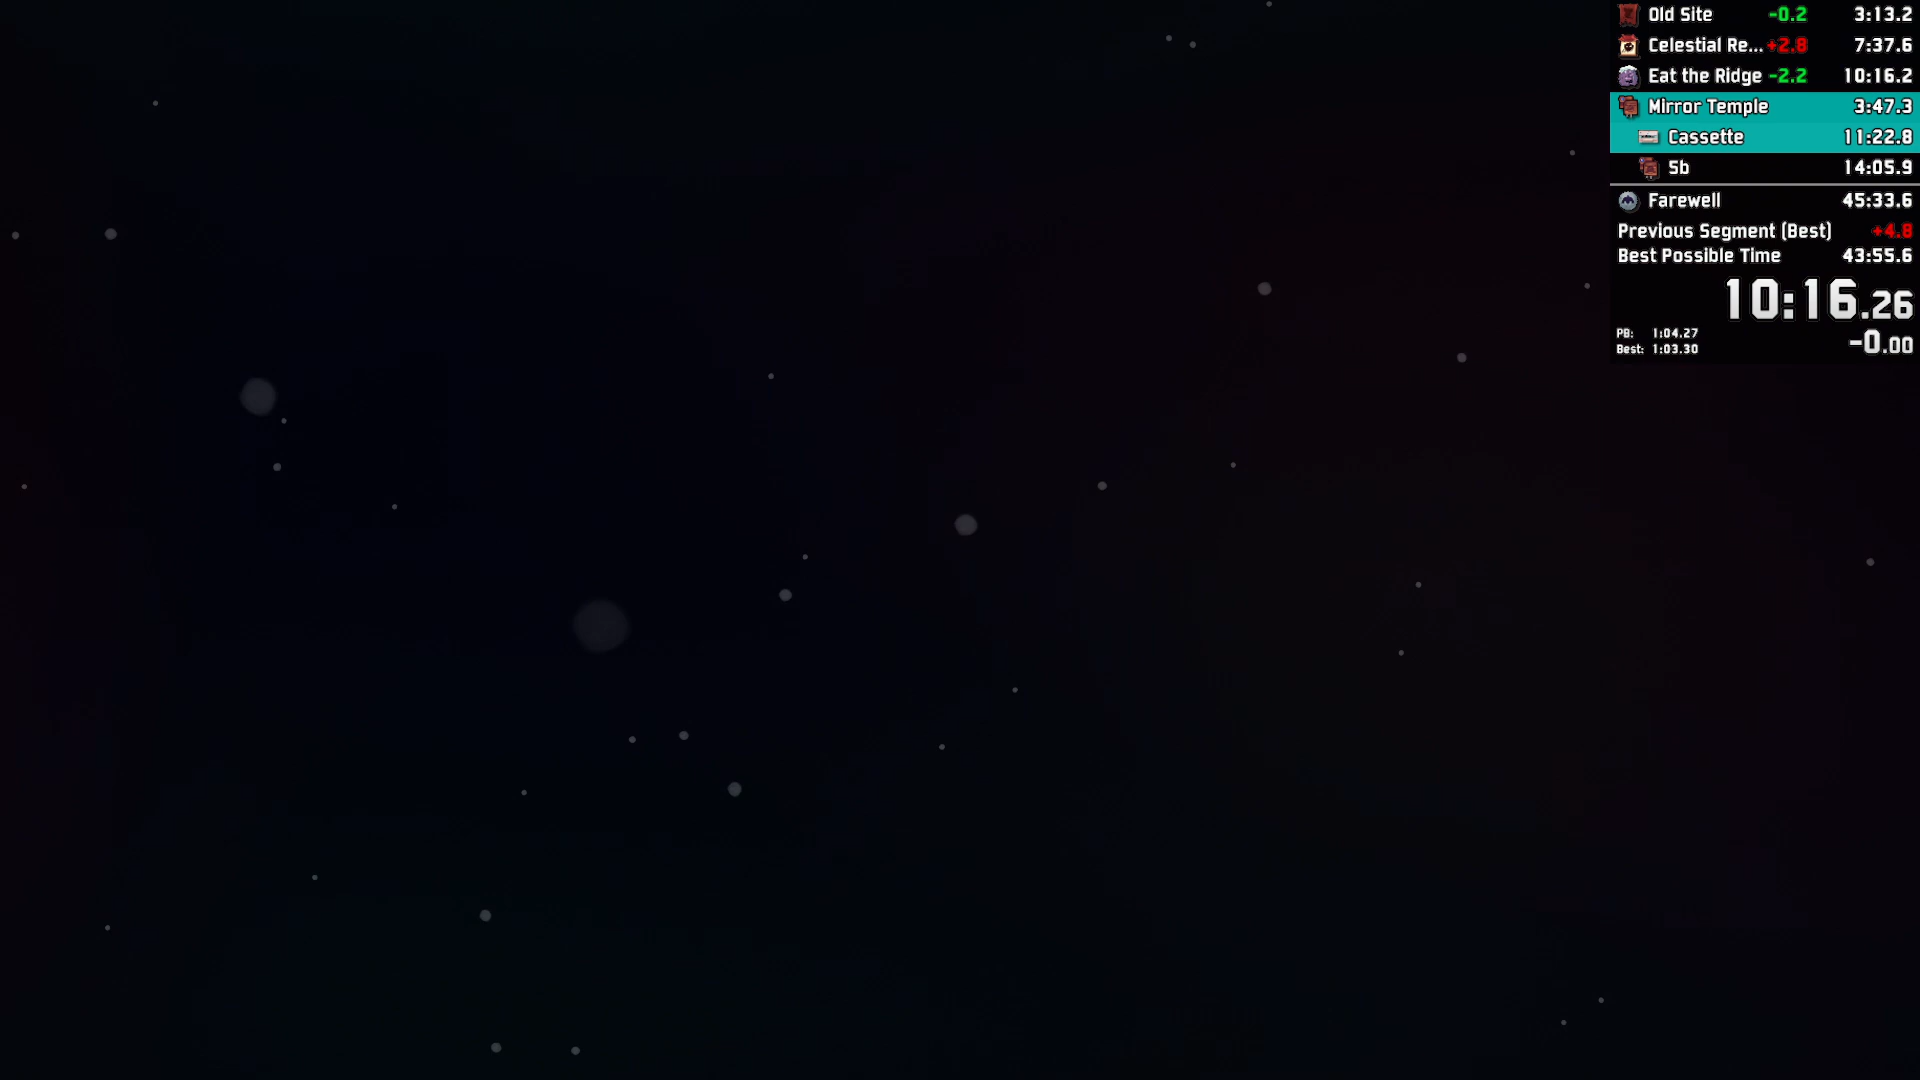 Old Site -0.2 3:13.2
Celestial Re... +2.8 7:37.6
Eat the Ridge -2.2 10:16.2
Mirror Temple 3:47.3
Cassette 11:22.8
5b 14:05.9
Farewell 45:33.6
Previous Segment (Best) +4.8
Best Possible Time 43:55.6
10:16.26
PB: 1:04.27
Best: 1:03.30
-0.00